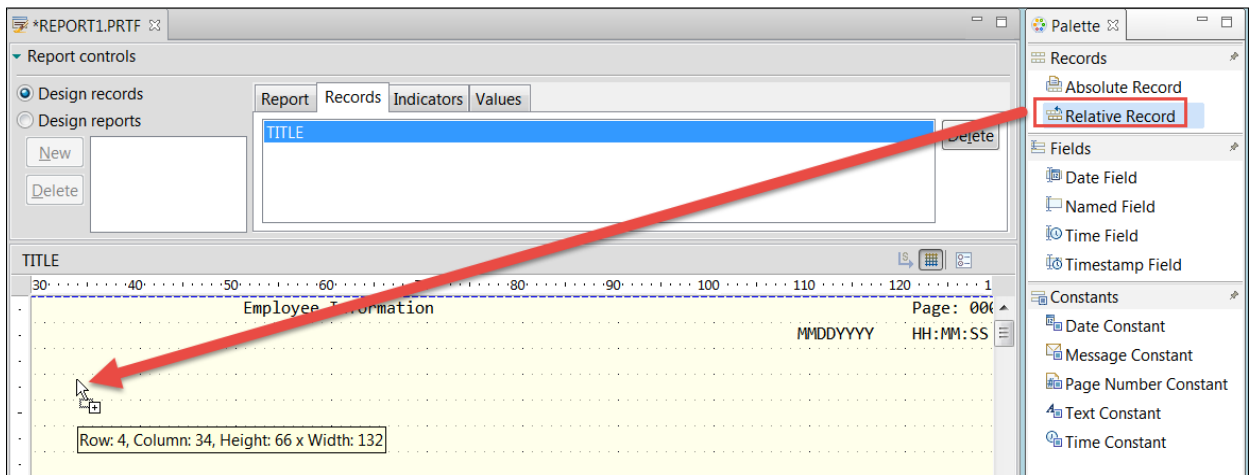 *REPORT1.PRTF
Report controls
Design records
Design reports
New
Delete
Report Records Indicators Values
TITLE
Delete
TITLE
30 40 50 60 70 80 90 100 110 120 1
Employee Information Page: 000
MMDDYYYY HH:MM:SS
Row: 4, Column: 34, Height: 66 x Width: 132
Palette
Records
Absolute Record
Relative Record
Fields
Date Field
Named Field
Time Field
Timestamp Field
Constants
Date Constant
Message Constant
Page Number Constant
Text Constant
Time Constant